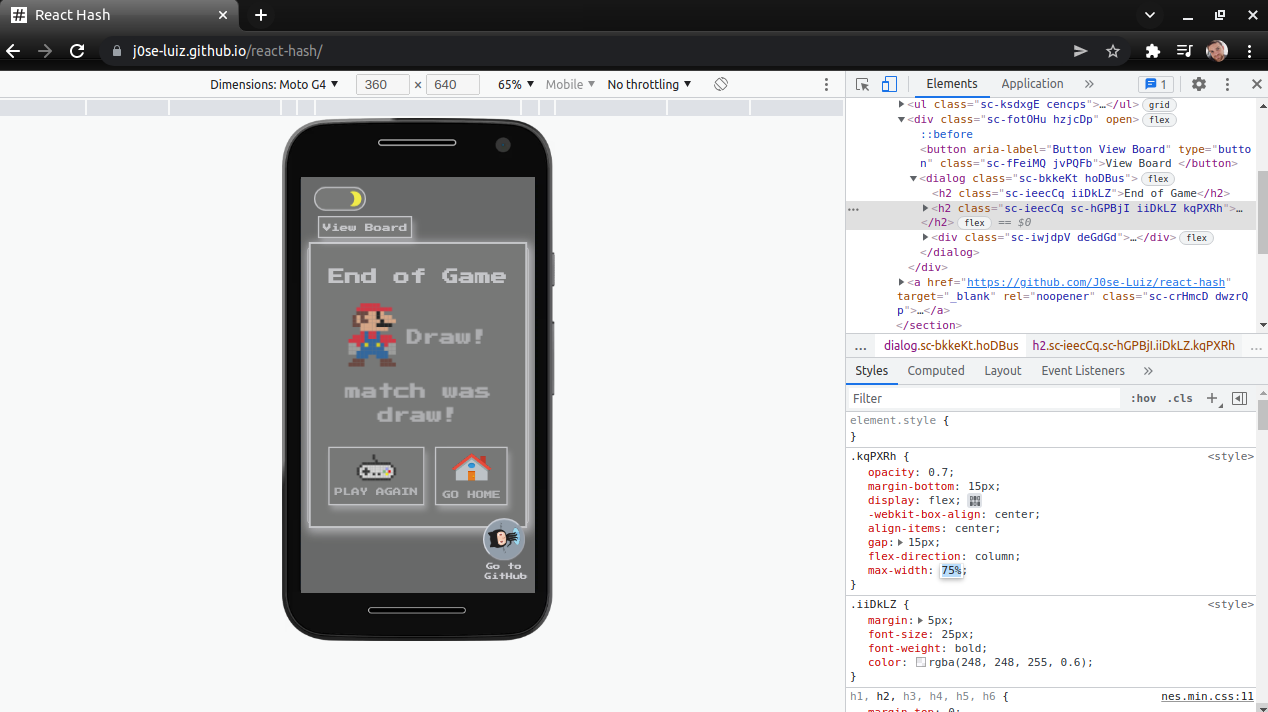 React Hash
j0se-luiz.github.io/react-hash/
Dimensions: Moto G4 360 × 640 65% Mobile No throttling
View Board
End of Game
Draw!
match was
draw!
PLAY AGAIN GO HOME
Go to
GitHub
Elements Application » 1
<ul class="sc-ksdxgE cencps">…</ul> grid
<div class="sc-fotOHu hzjcDp" open> flex
::before
<button aria-label="Button View Board" type="butto
n" class="sc-fFeiMQ jvPQFb">View Board </button>
<dialog class="sc-bkkeKt hoDBus"> flex
<h2 class="sc-ieecCq iiDkLZ">End of Game</h2>
… <h2 class="sc-ieecCq sc-hGPBjI iiDkLZ kqPXRh">…
</h2> flex == $0
<div class="sc-iwjdpV deGdGd">…</div> flex
</dialog>
</div>
<a href="https://github.com/J0se-Luiz/react-hash"
target="_blank" rel="noopener" class="sc-crHmcD dwzrQ
p">…</a>
</section>
… dialog.sc-bkkeKt.hoDBus h2.sc-ieecCq.sc-hGPBjI.iiDkLZ.kqPXRh …
Styles Computed Layout Event Listeners »
Filter :hov .cls +
element.style {
}
.kqPXRh { <style>
opacity: 0.7;
margin-bottom: 15px;
display: flex;
-webkit-box-align: center;
align-items: center;
gap: 15px;
flex-direction: column;
max-width: 75%;
}
.iiDkLZ { <style>
margin: 5px;
font-size: 25px;
font-weight: bold;
color: rgba(248, 248, 255, 0.6);
}
h1, h2, h3, h4, h5, h6 { nes.min.css:11
margin-top: 0;